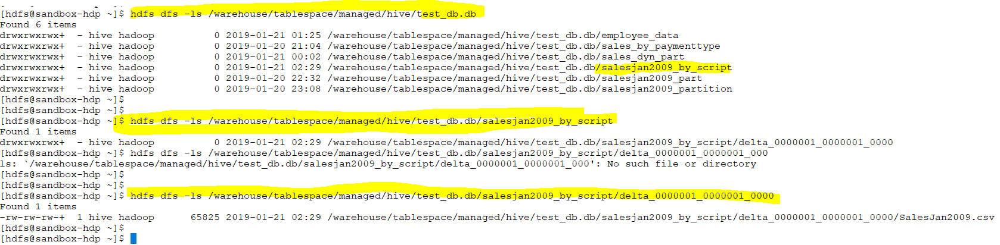 [hdfs@sandbox-hdp ~]$ hdfs dfs -ls /warehouse/tablespace/managed/hive/test_db.db
Found 6 items
drwxrwxrwx+  - hive hadoop          0 2019-01-21 01:25 /warehouse/tablespace/managed/hive/test_db.db/employee_data
drwxrwxrwx+  - hive hadoop          0 2019-01-20 21:04 /warehouse/tablespace/managed/hive/test_db.db/sales_by_paymenttype
drwxrwxrwx+  - hive hadoop          0 2019-01-21 00:02 /warehouse/tablespace/managed/hive/test_db.db/sales_dyn_part
drwxrwxrwx+  - hive hadoop          0 2019-01-21 02:29 /warehouse/tablespace/managed/hive/test_db.db/salesjan2009_by_script
drwxrwxrwx+  - hive hadoop          0 2019-01-20 22:32 /warehouse/tablespace/managed/hive/test_db.db/salesjan2009_part
drwxrwxrwx+  - hive hadoop          0 2019-01-20 23:08 /warehouse/tablespace/managed/hive/test_db.db/salesjan2009_partition
[hdfs@sandbox-hdp ~]$
[hdfs@sandbox-hdp ~]$
[hdfs@sandbox-hdp ~]$ hdfs dfs -ls /warehouse/tablespace/managed/hive/test_db.db/salesjan2009_by_script
Found 1 items
drwxrwxrwx+  - hive hadoop          0 2019-01-21 02:29 /warehouse/tablespace/managed/hive/test_db.db/salesjan2009_by_script/delta_0000001_0000001_0000
[hdfs@sandbox-hdp ~]$ hdfs dfs -ls /warehouse/tablespace/managed/hive/test_db.db/salesjan2009_by_script/delta_0000001_0000001_000
ls: `/warehouse/tablespace/managed/hive/test_db.db/salesjan2009_by_script/delta_0000001_0000001_000': No such file or directory
[hdfs@sandbox-hdp ~]$
[hdfs@sandbox-hdp ~]$
[hdfs@sandbox-hdp ~]$ hdfs dfs -ls /warehouse/tablespace/managed/hive/test_db.db/salesjan2009_by_script/delta_0000001_0000001_0000
Found 1 items
-rw-rw-rw-+  1 hive hadoop      65825 2019-01-21 02:29 /warehouse/tablespace/managed/hive/test_db.db/salesjan2009_by_script/delta_0000001_0000001_0000/SalesJan2009.csv
[hdfs@sandbox-hdp ~]$
[hdfs@sandbox-hdp ~]$